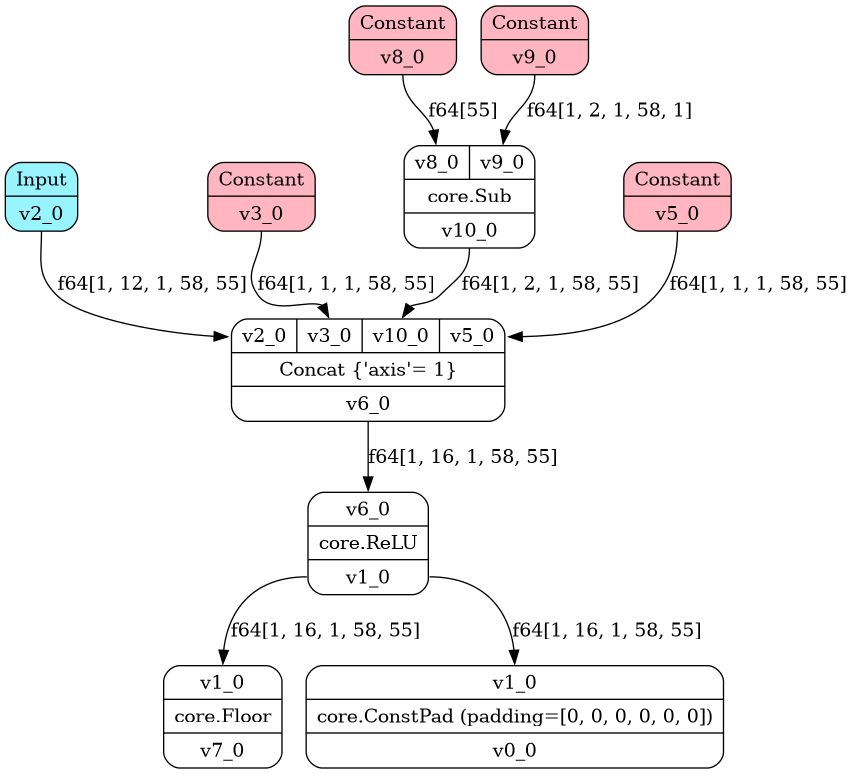 Constant
v8_0
Constant
v9_0
f64[55]
f64[1, 2, 1, 58, 1]
Input
v2_0
Constant
v3_0
v8_0 v9_0
core.Sub
v10_0
Constant
v5_0
f64[1, 12, 1, 58, 55]
f64[1, 1, 1, 58, 55]
f64[1, 2, 1, 58, 55]
f64[1, 1, 1, 58, 55]
v2_0 v3_0 v10_0 v5_0
Concat {'axis'= 1}
v6_0
f64[1, 16, 1, 58, 55]
v6_0
core.ReLU
v1_0
f64[1, 16, 1, 58, 55]
f64[1, 16, 1, 58, 55]
v1_0
core.Floor
v7_0
v1_0
core.ConstPad (padding=[0, 0, 0, 0, 0, 0])
v0_0